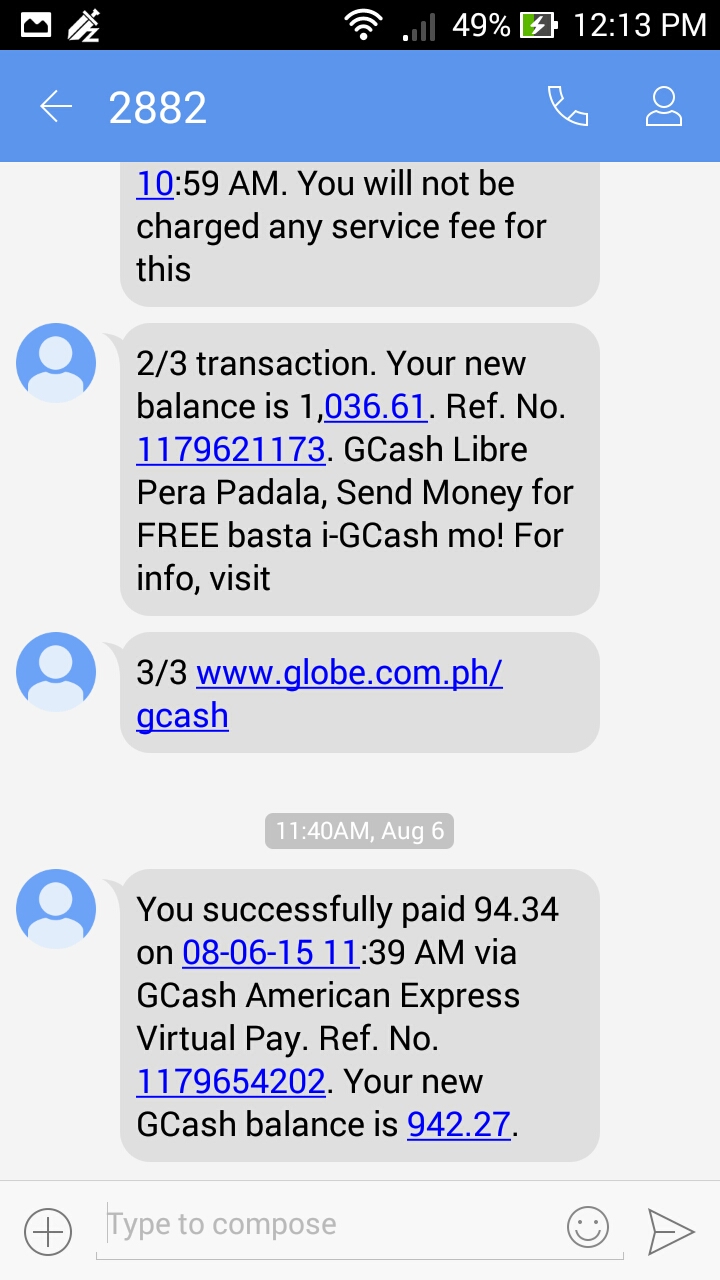 49% 12:13 PM
2882
10:59 AM. You will not be
charged any service fee for
this
2/3 transaction. Your new
balance is 1,036.61. Ref. No.
1179621173. GCash Libre
Pera Padala, Send Money for
FREE basta i-GCash mo! For
info, visit
3/3 www.globe.com.ph/
gcash
11:40AM, Aug 6
You successfully paid 94.34
on 08-06-15 11:39 AM via
GCash American Express
Virtual Pay. Ref. No.
1179654202. Your new
GCash balance is 942.27.
Type to compose